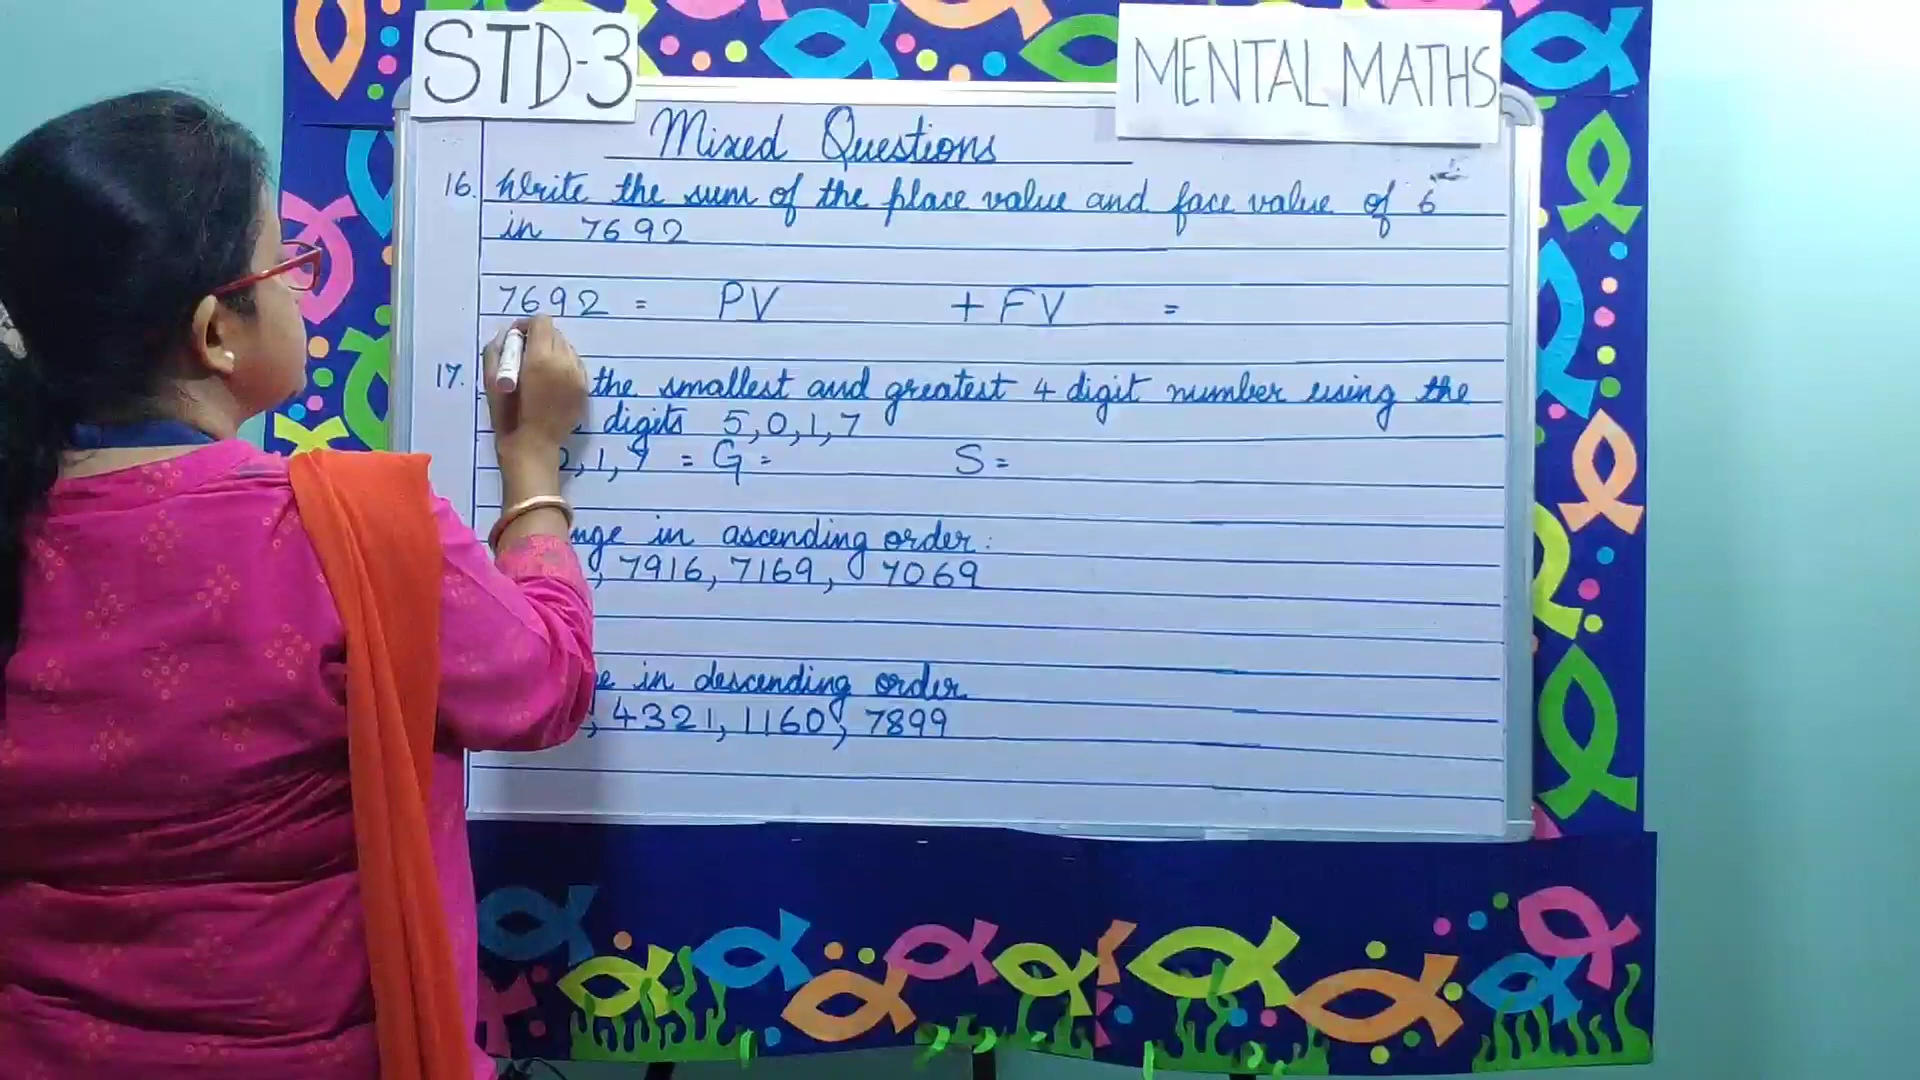 STD-3
MENTAL MATHS
Mixed Questions
16. Write the sum of the place value and face value of 6
in 7692
7692 = PV + FV =
17. the smallest and greatest 4 digit number using the
digits 5,0,1,7
,1,7 = G = S =
in ascending order:
, 7916, 7169, 7069
in descending order
, 4321, 1160, 7899